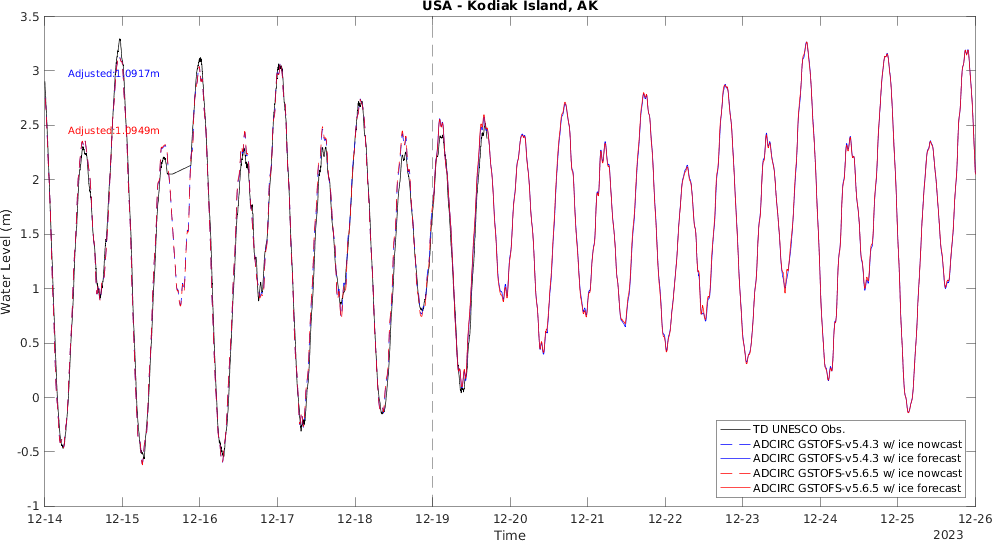 USA - Kodiak Island, AK
3.5
3
2.5
2
1.5
1
0.5
0
-0.5
-1
Water Level (m)
Adjusted:1.0917m
Adjusted:1.0949m
TD UNESCO Obs.
ADCIRC GSTOFS-v5.4.3 w/ ice nowcast
ADCIRC GSTOFS-v5.4.3 w/ ice forecast
ADCIRC GSTOFS-v5.6.5 w/ ice nowcast
ADCIRC GSTOFS-v5.6.5 w/ ice forecast
12-14 12-15 12-16 12-17 12-18 12-19 12-20 12-21 12-22 12-23 12-24 12-25 12-26
Time
2023